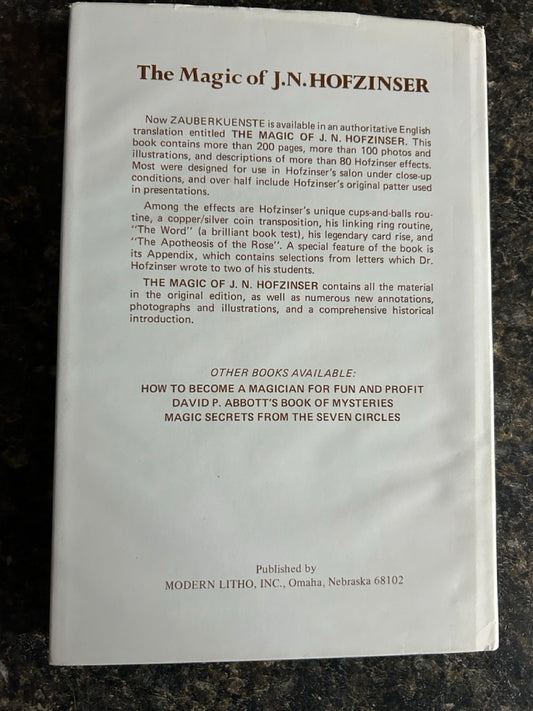 The Magic of J.N. HOFZINSER
Now ZAUBERKUENSTE is available in an authoritative English
translation entitled THE MAGIC OF J. N. HOFZINSER. This
book contains more than 200 pages, more than 100 photos and
illustrations, and descriptions of more than 80 Hofzinser effects.
Most were designed for use in Hofzinser's salon under close-up
conditions, and over half include Hofzinser's original patter used
in presentations.
Among the effects are Hofzinser's unique cups-and-balls rou-
tine, a copper/silver coin transposition, his linking ring routine,
"The Word" (a brilliant book test), his legendary card rise, and
"The Apotheosis of the Rose". A special feature of the book is
its Appendix, which contains selections from letters which Dr.
Hofzinser wrote to two of his students.
THE MAGIC OF J. N. HOFZINSER contains all the material
in the original edition, as well as numerous new annotations,
photographs and illustrations, and a comprehensive historical
introduction.
OTHER BOOKS AVAILABLE:
HOW TO BECOME A MAGICIAN FOR FUN AND PROFIT
DAVID P. ABBOTT'S BOOK OF MYSTERIES
MAGIC SECRETS FROM THE SEVEN CIRCLES
Published by
MODERN LITHO, INC., Omaha, Nebraska 68102